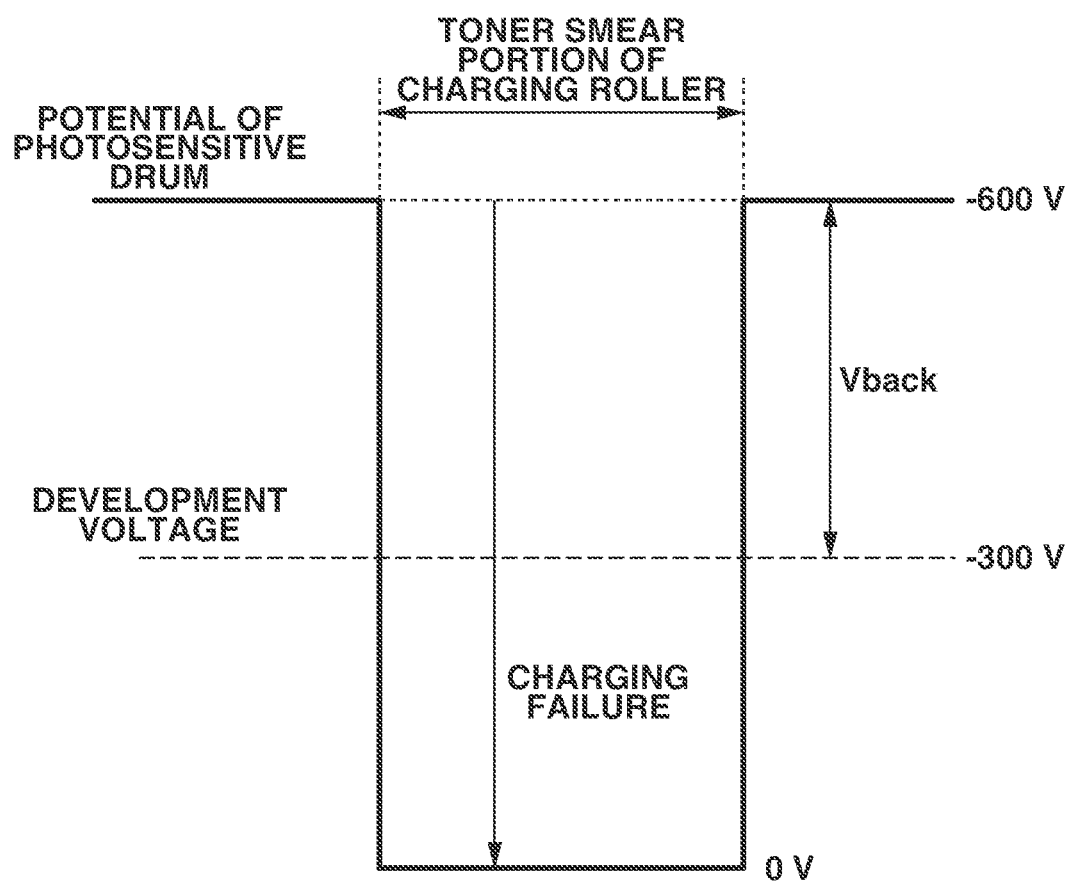 TONER SMEAR
PORTION OF
CHARGING ROLLER
POTENTIAL OF
PHOTOSENSITIVE
DRUM
-600 V
Vback
DEVELOPMENT
VOLTAGE
-300 V
CHARGING
FAILURE
0 V